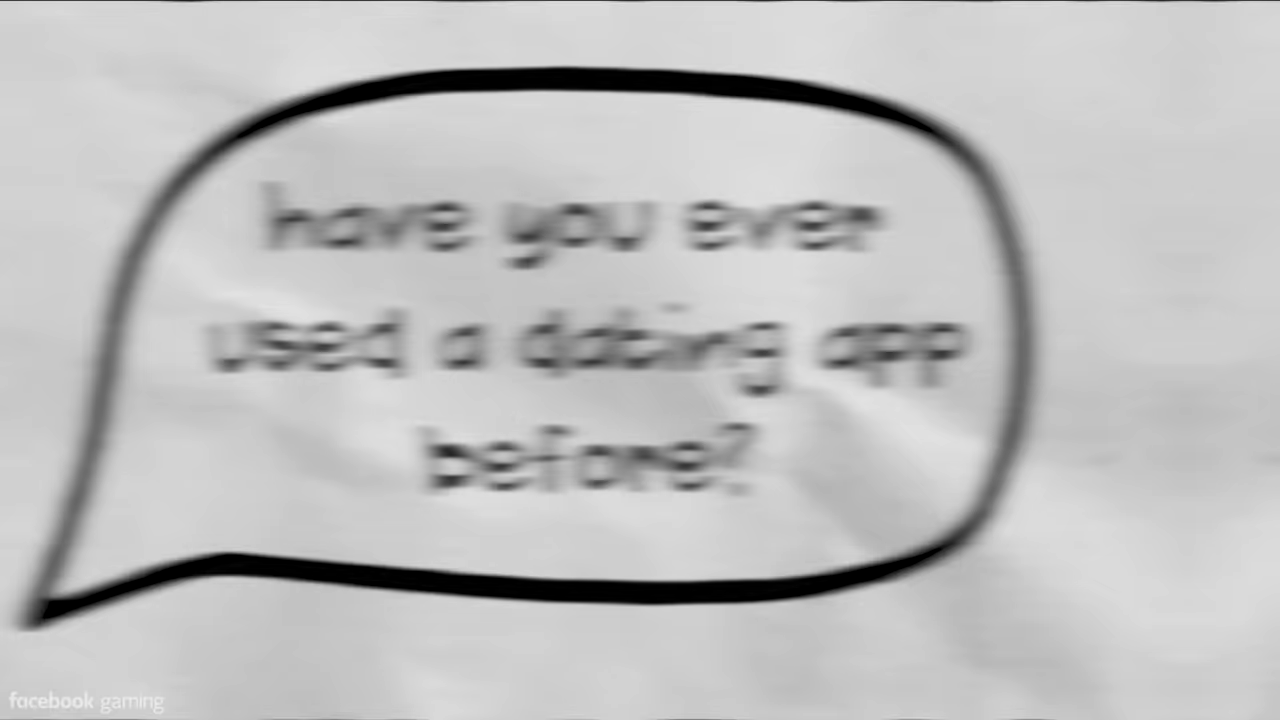 have you ever
used a dating app
before?
facebook gaming